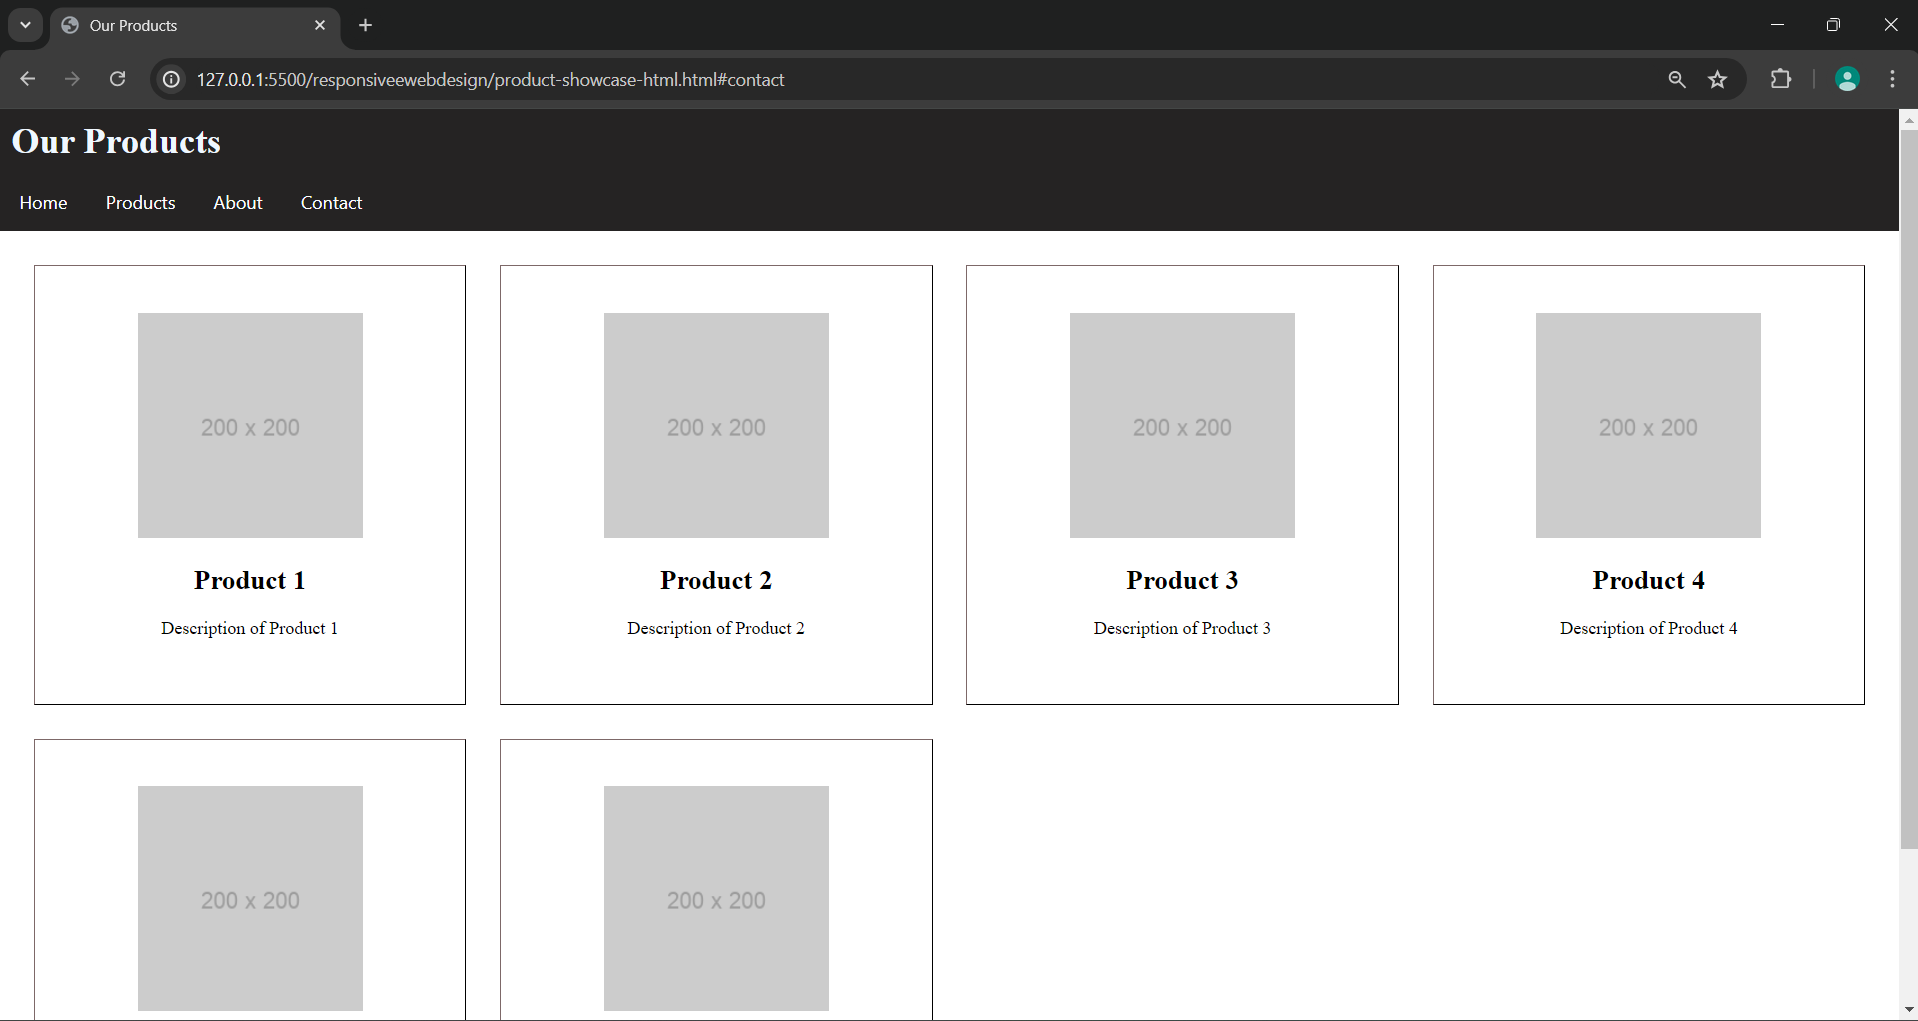 Our Products
127.0.0.1:5500/responsiveewebdesign/product-showcase-html.html#contact
Our Products
Home Products About Contact
200 x 200 200 x 200 200 x 200 200 x 200
Product 1 Product 2 Product 3 Product 4
Description of Product 1 Description of Product 2 Description of Product 3 Description of Product 4
200 x 200 200 x 200